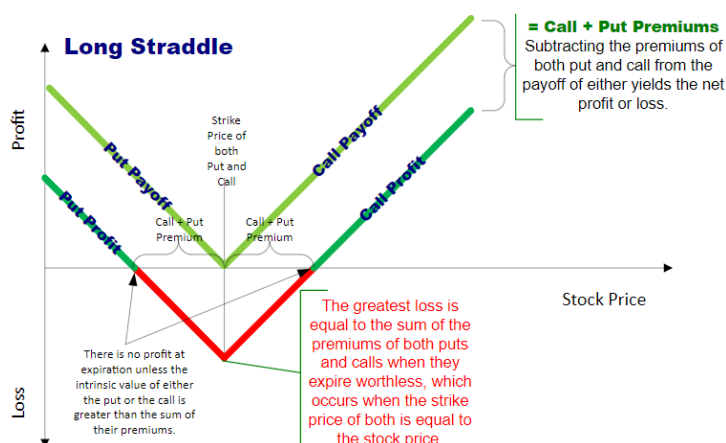 Long Straddle
= Call + Put Premiums
Subtracting the premiums of
both put and call from the
payoff of either yields the net
profit or loss.
Profit
Strike
Price of
both
Put and
Call
Put Payoff
Call Payoff
Put Profit
Call Profit
Call + Put
Premium
Call + Put
Premium
Stock Price
The greatest loss is
equal to the sum of the
premiums of both puts
and calls when they
expire worthless, which
occurs when the strike
price of both is equal to
the stock price
There is no profit at
expiration unless the
intrinsic value of either
the put or the call is
greater than the sum of
their premiums.
Loss